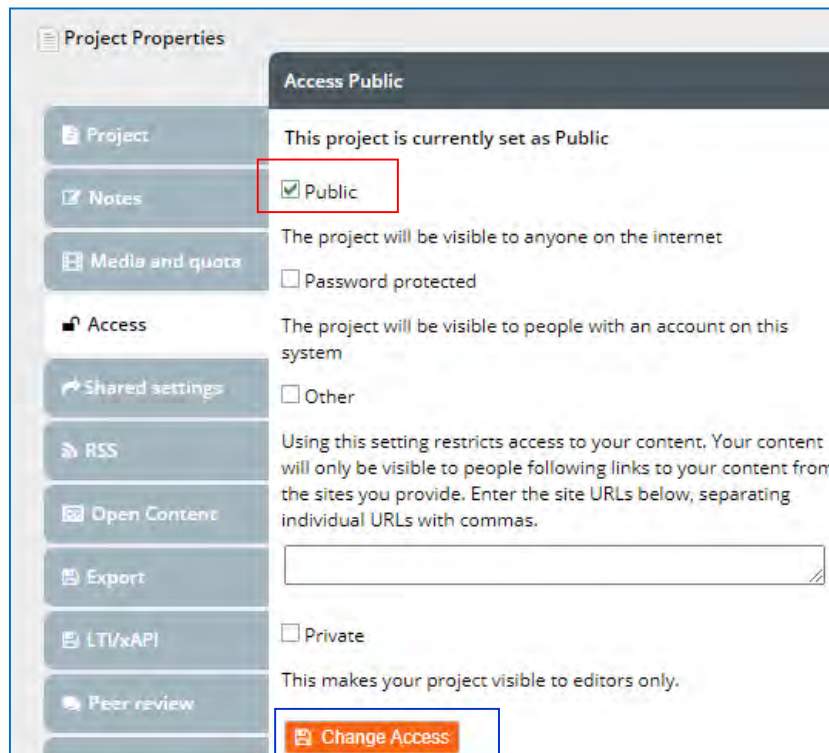 Project Properties
Access Public
Project
Notes
Media and quota
Access
Shared settings
RSS
Open Content
Export
LTI/xAPI
Peer review
This project is currently set as Public
Public
The project will be visible to anyone on the internet
Password protected
The project will be visible to people with an account on this
system
Other
Using this setting restricts access to your content. Your content
will only be visible to people following links to your content from
the sites you provide. Enter the site URLs below, separating
individual URLs with commas.
Private
This makes your project visible to editors only.
Change Access